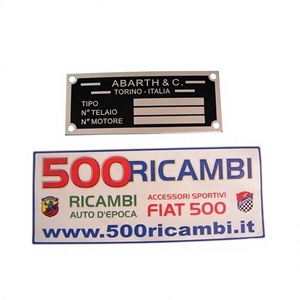 ABARTH & C.
TORINO - ITALIA
TIPO
N° TELAIO
N° MOTORE
500RICAMBI
RICAMBI
AUTO D'EPOCA
ACCESSORI SPORTIVI
FIAT 500
www.500ricambi.it